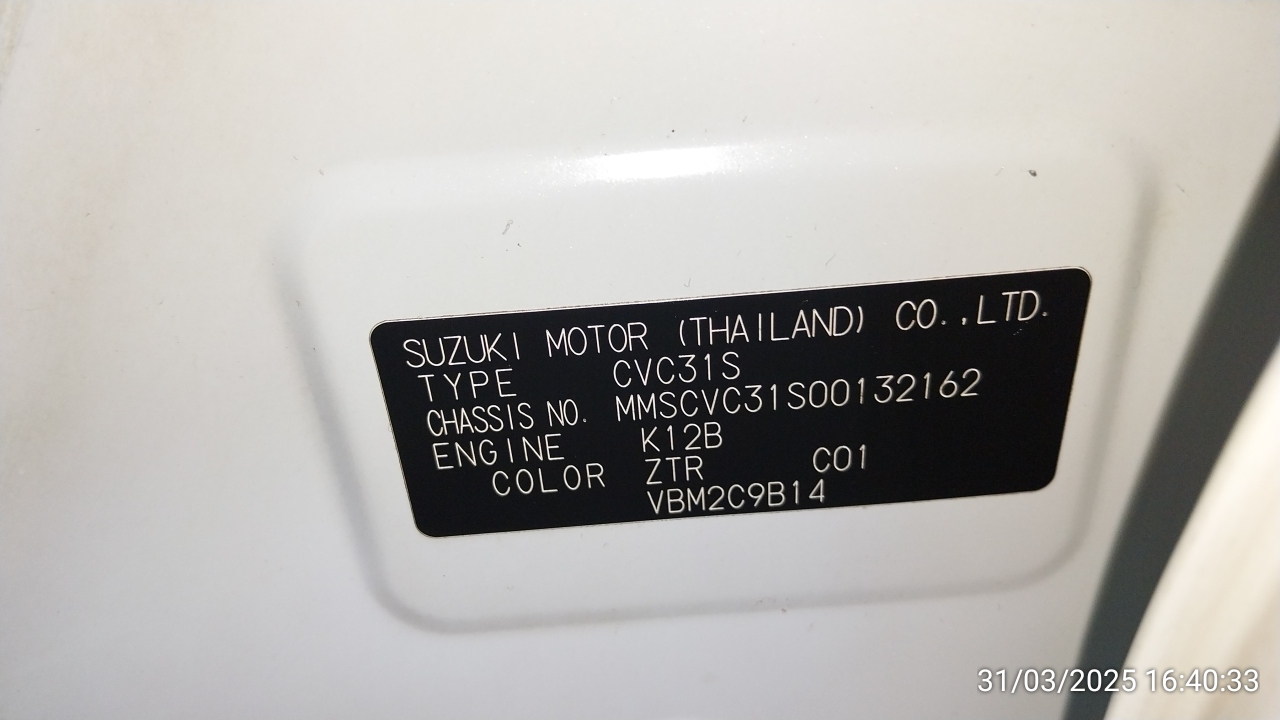 SUZUKI MOTOR (THAILAND) CO.,LTD.
TYPE CVC31S
CHASSIS NO. MMSCVC31S00132162
ENGINE K12B
COLOR ZTR C01
VBM2C9B14
31/03/2025 16:40:33